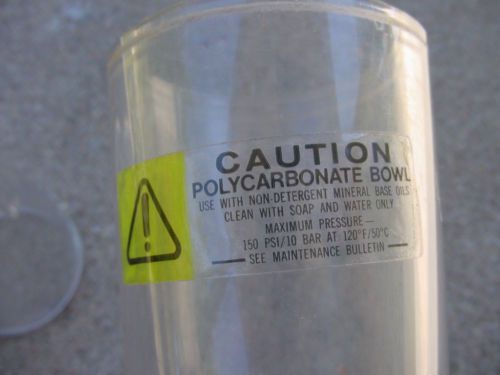 CAUTION
POLYCARBONATE BOWL
USE WITH NON-DETERGENT MINERAL BASE OILS
CLEAN WITH SOAP AND WATER ONLY
MAXIMUM PRESSURE—
150 PSI/10 BAR AT 120°F/50°C
— SEE MAINTENANCE BULLETIN —
!